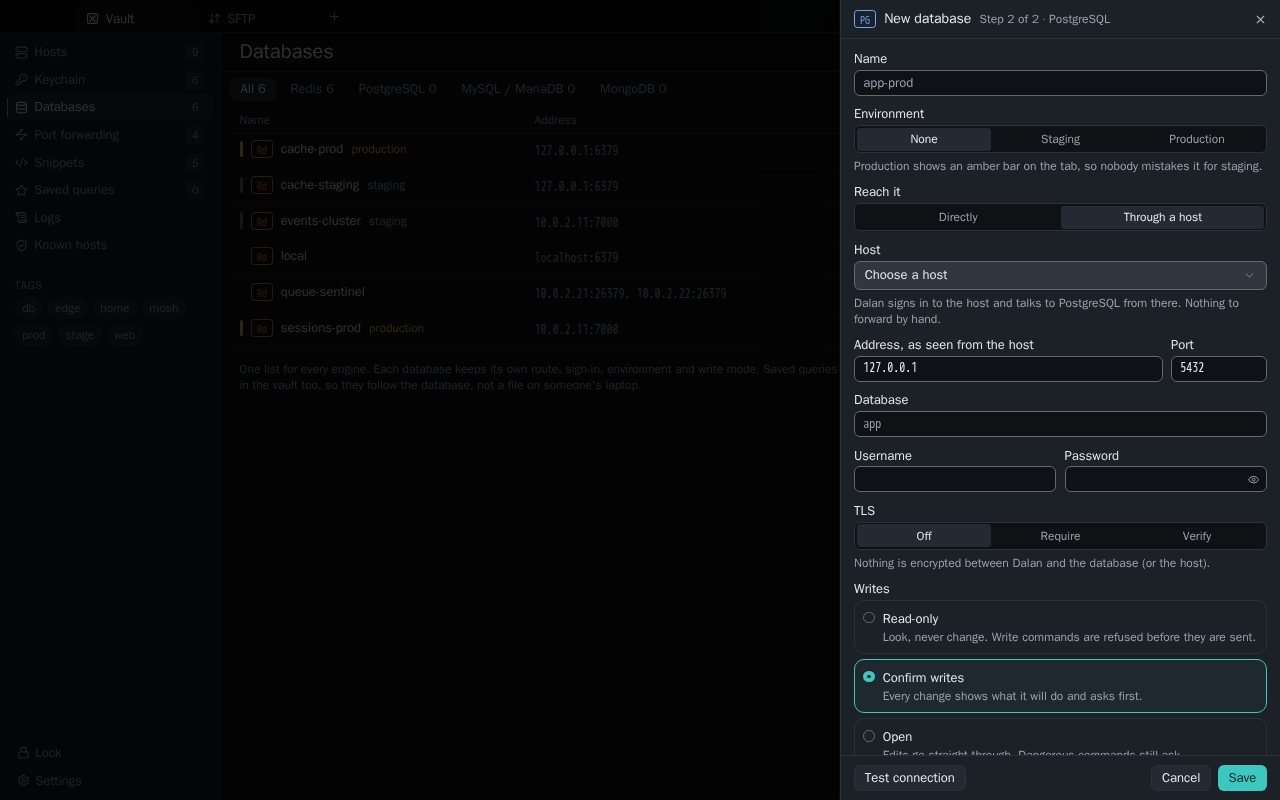 Vault
SFTP
+
Hosts 9
Keychain 6
Databases 6
Port forwarding 4
Snippets 5
Saved queries 0
Logs
Known hosts
TAGS
db edge home mosh
prod stage web
Lock
Settings
Databases
All 6 Redis 6 PostgreSQL 0 MySQL / MariaDB 0 MongoDB 0
Name Address
Rd cache-prod production 127.0.0.1:6379
Rd cache-staging staging 127.0.0.1:6379
Rd events-cluster staging 10.0.2.11:7000
Rd local localhost:6379
Rd queue-sentinel 10.0.2.21:26379, 10.0.2.22:26379
Rd sessions-prod production 10.0.2.11:7000
One list for every engine. Each database keeps its own route, sign-in, environment and write mode. Saved queries
in the vault too, so they follow the database, not a file on someone's laptop.
PG New database Step 2 of 2 · PostgreSQL
Name
app-prod
Environment
None Staging Production
Production shows an amber bar on the tab, so nobody mistakes it for staging.
Reach it
Directly Through a host
Host
Choose a host
Dalan signs in to the host and talks to PostgreSQL from there. Nothing to
forward by hand.
Address, as seen from the host Port
127.0.0.1 5432
Database
app
Username Password
TLS
Off Require Verify
Nothing is encrypted between Dalan and the database (or the host).
Writes
Read-only
Look, never change. Write commands are refused before they are sent.
Confirm writes
Every change shows what it will do and asks first.
Open
Edits go straight through. Dangerous commands still ask.
Test connection Cancel Save